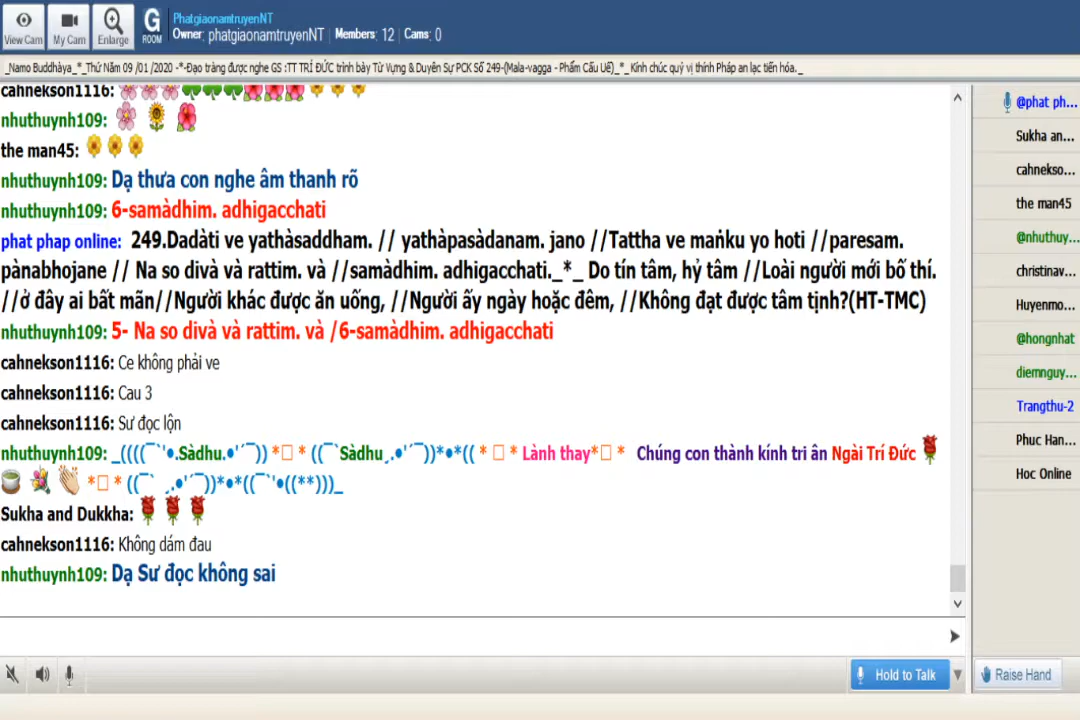 View Cam My Cam Enlarge G ROOM
PhatgiaonamtruyenNT
Owner: phatgiaonamtruyenNT | Members: 12 | Cams: 0
_Namo Buddhàya_*_Thứ Năm 09 /01 /2020 -*-Đạo tràng được nghe GS :TT TRÍ ĐỨC trình bày Từ Vựng & Duyên Sự PCK Số 249-(Mala-vagga - Phẩm Cấu Uế)_*_ Kính chúc quý vị thính Pháp an lạc tiến hóa._
cahnekson1116:
nhuthuynh109:
the man45:
nhuthuynh109: Dạ thưa con nghe âm thanh rõ
nhuthuynh109: 6-samàdhim. adhigacchati
phat phap online: 249.Dadàti ve yathàsaddham. // yathàpasàdanam. jano //Tattha ve maṅku yo hoti //paresam.
pànabhojane // Na so divà và rattim. và //samàdhim. adhigacchati._*_ Do tín tâm, hỷ tâm //Loài người mới bố thí.
//ở đây ai bất mãn//Người khác được ăn uống, //Người ấy ngày hoặc đêm, //Không đạt được tâm tịnh?(HT-TMC)
nhuthuynh109: 5- Na so divà và rattim. và /6-samàdhim. adhigacchati
cahnekson1116: Ce không phải ve
cahnekson1116: Cau 3
cahnekson1116: Sư đọc lộn
nhuthuynh109: _((((¯`'•.Sàdhu.•'´¯)) *▯ * ((¯`Sàdhu¸.•'´¯))*•*(( * ▯ * Lành thay*▯ * Chúng con thành kính tri ân Ngài Trí Đức
*▯ * ((¯` ¸.•'´¯))*•*((¯`'•((**)))_
Sukha and Dukkha:
cahnekson1116: Không dám đau
nhuthuynh109: Dạ Sư đọc không sai
@phat ph...
Sukha an...
cahnekso...
the man45
@nhuthuy...
christinav...
Huyenmo...
@hongnhat
diemnguy...
Trangthu-2
Phuc Han...
Hoc Online
Hold to Talk
Raise Hand